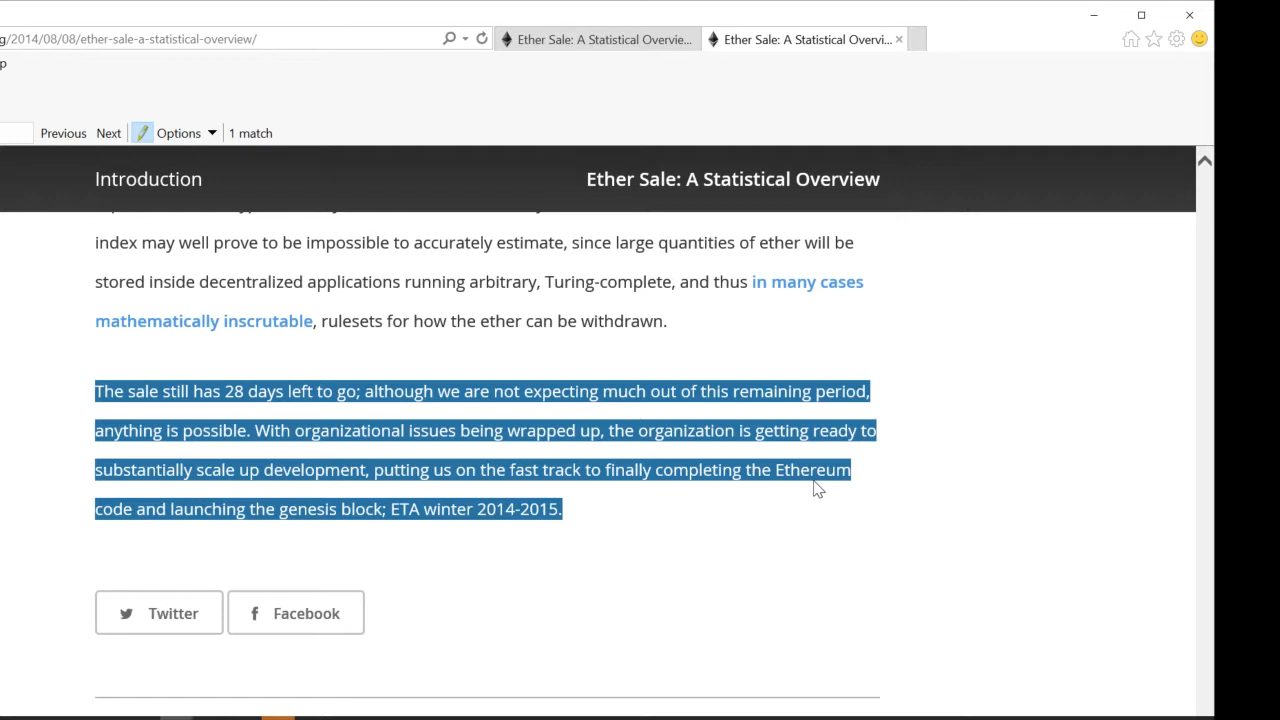 g/2014/08/08/ether-sale-a-statistical-overview/
Ether Sale: A Statistical Overvie...
Ether Sale: A Statistical Overvi...
p
Previous Next Options 1 match
Introduction
Ether Sale: A Statistical Overview
index may well prove to be impossible to accurately estimate, since large quantities of ether will be
stored inside decentralized applications running arbitrary, Turing-complete, and thus in many cases
mathematically inscrutable, rulesets for how the ether can be withdrawn.
The sale still has 28 days left to go; although we are not expecting much out of this remaining period,
anything is possible. With organizational issues being wrapped up, the organization is getting ready to
substantially scale up development, putting us on the fast track to finally completing the Ethereum
code and launching the genesis block; ETA winter 2014-2015.
Twitter
Facebook